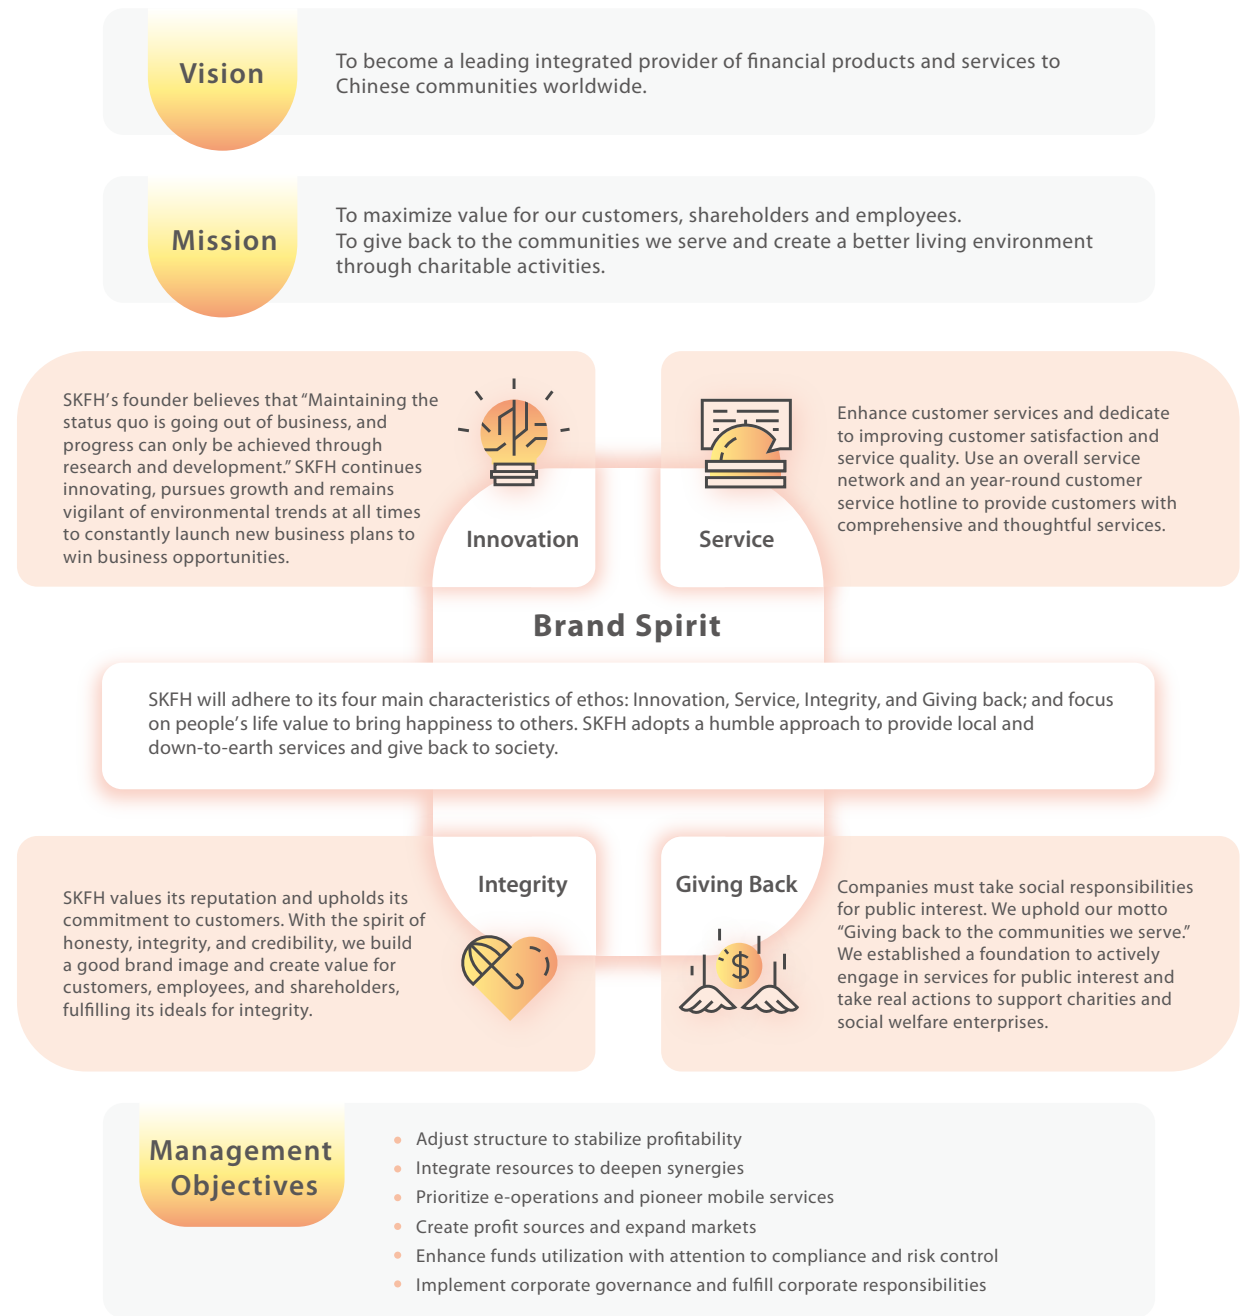 Vision
To become a leading integrated provider of financial products and services to
Chinese communities worldwide.
Mission
To maximize value for our customers, shareholders and employees.
To give back to the communities we serve and create a better living environment
through charitable activities.
SKFH’s founder believes that “Maintaining the
status quo is going out of business, and
progress can only be achieved through
research and development.” SKFH continues
innovating, pursues growth and remains
vigilant of environmental trends at all times
to constantly launch new business plans to
win business opportunities.
Innovation
Service
Enhance customer services and dedicate
to improving customer satisfaction and
service quality. Use an overall service
network and an year-round customer
service hotline to provide customers with
comprehensive and thoughtful services.
Brand Spirit
SKFH will adhere to its four main characteristics of ethos: Innovation, Service, Integrity, and Giving back; and focus
on people’s life value to bring happiness to others. SKFH adopts a humble approach to provide local and
down-to-earth services and give back to society.
SKFH values its reputation and upholds its
commitment to customers. With the spirit of
honesty, integrity, and credibility, we build
a good brand image and create value for
customers, employees, and shareholders,
fulfilling its ideals for integrity.
Integrity
Giving Back
$
Companies must take social responsibilities
for public interest. We uphold our motto
“Giving back to the communities we serve.”
We established a foundation to actively
engage in services for public interest and
take real actions to support charities and
social welfare enterprises.
Management
Objectives
• Adjust structure to stabilize profitability
• Integrate resources to deepen synergies
• Prioritize e-operations and pioneer mobile services
• Create profit sources and expand markets
• Enhance funds utilization with attention to compliance and risk control
• Implement corporate governance and fulfill corporate responsibilities